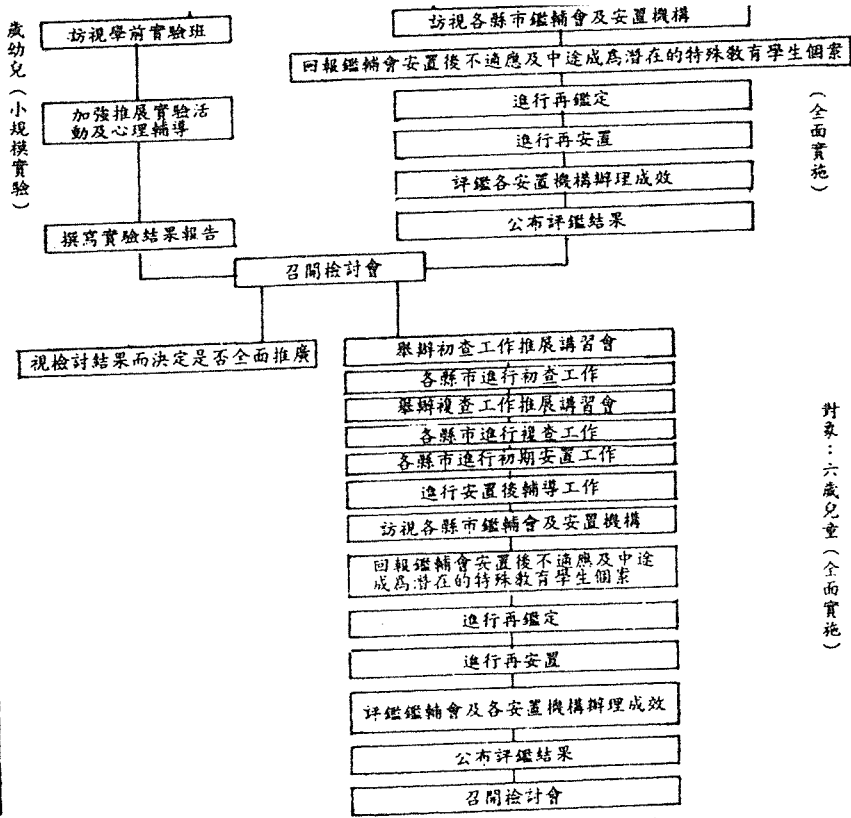 歲幼兒（小規模實驗）
訪視學前實驗班
加強推展實驗活
動及心理輔導
撰寫實驗結果報告
訪視各縣市鑑輔會及安置機構
回報鑑輔會安置後不適應及中途成爲潛在的特殊教育學生個案
進行再鑑定
進行再安置
評鑑各安置機構辦理成效
公布評鑑結果
（全面實施）
召開檢討會
視檢討結果而決定是否全面推廣
舉辦初查工作推展講習會
各縣市進行初查工作
舉辦複查工作推展講習會
各縣市進行複查工作
各縣市進行初期安置工作
進行安置後輔導工作
訪視各縣市鑑輔會及安置機構
回報鑑輔會安置後不適應及中途
成爲潛在的特殊教育學生個案
進行再鑑定
進行再安置
評鑑鑑輔會及各安置機構辦理成效
公布評鑑結果
召開檢討會
對象：六歲兒童（全面實施）